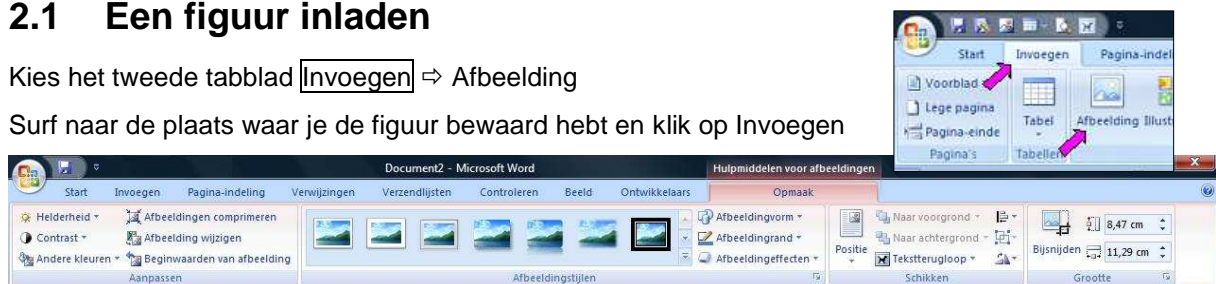 2.1 Een figuur inladen
Kies het tweede tabblad Invoegen ⇨ Afbeelding
Surf naar de plaats waar je de figuur bewaard hebt en klik op Invoegen
Start Invoegen Pagina-indel
Voorblad
Lege pagina
Pagina-einde
Tabel
Afbeelding Illust
Pagina's Tabellen
Document2 - Microsoft Word Hulpmiddelen voor afbeeldingen
Start Invoegen Pagina-indeling Verwijzingen Verzendlijsten Controleren Beeld Ontwikkelaars Opmaak
Helderheid
Contrast
Andere kleuren
Afbeeldingen comprimeren
Afbeelding wijzigen
Beginwaarden van afbeelding
Afbeeldingvorm
Afbeeldingrand
Afbeeldingeffecten
Positie
Naar voorgrond
Naar achtergrond
Tekstterugloop
Bijsnijden
8,47 cm
11,29 cm
Aanpassen Afbeeldingstijlen Schikken Grootte